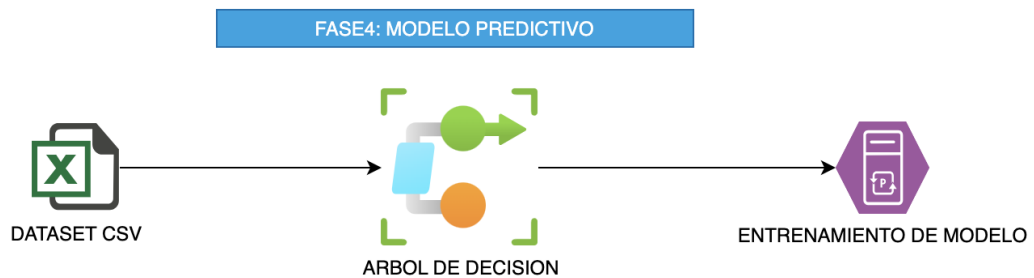 FASE4: MODELO PREDICTIVO
X
P
DATASET CSV
ARBOL DE DECISION
ENTRENAMIENTO DE MODELO